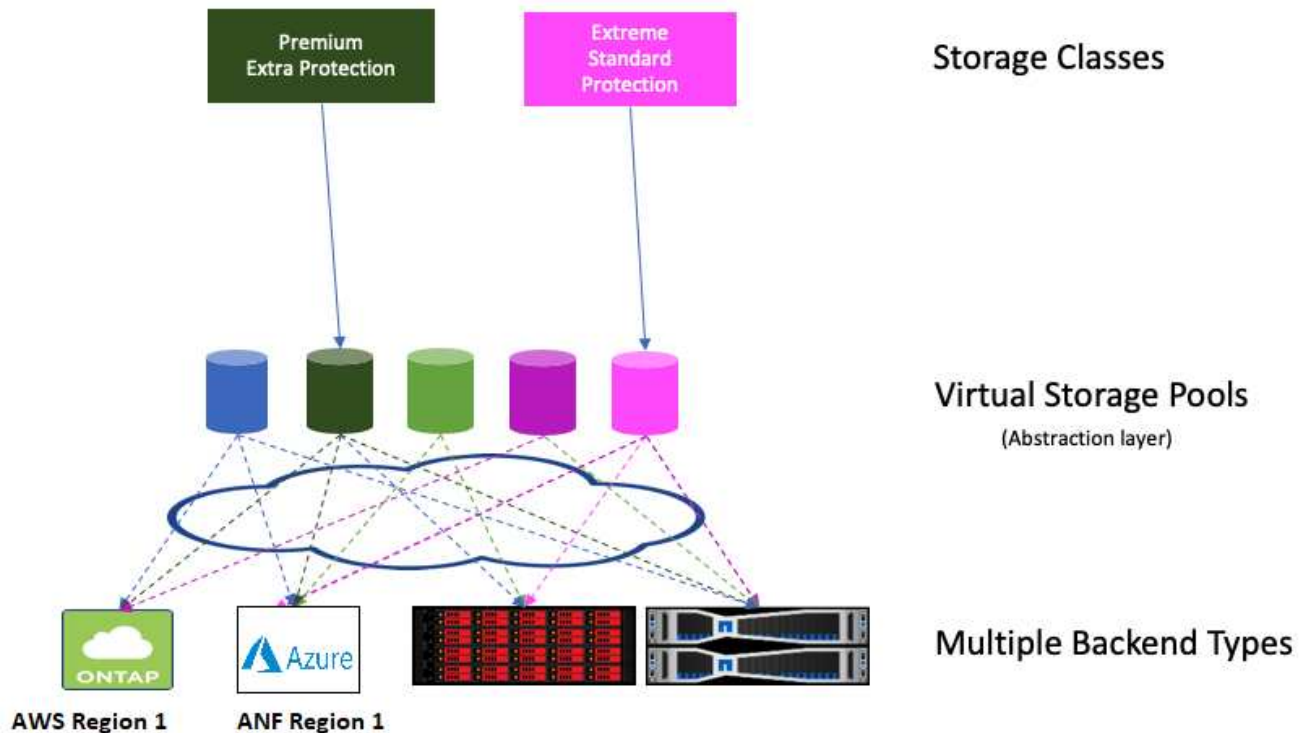 Premium
Extra Protection
Extreme
Standard
Protection
Storage Classes
Virtual Storage Pools
(Abstraction layer)
ONTAP
Azure
Multiple Backend Types
AWS Region 1
ANF Region 1